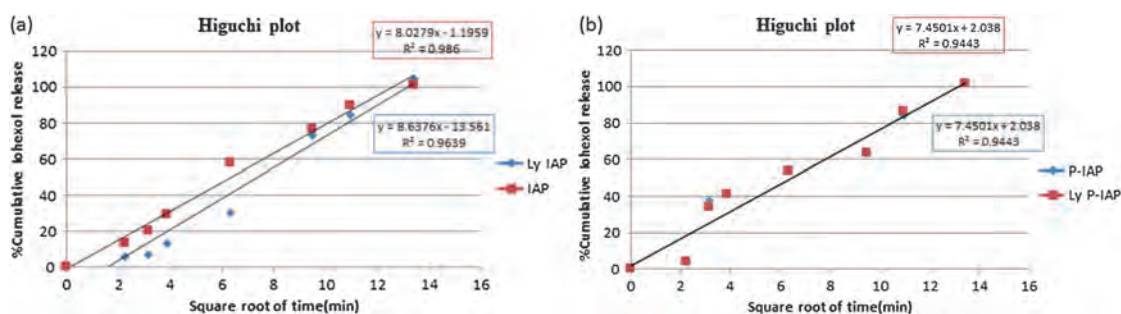 (a)
Higuchi plot
y = 8.0279x - 1.1959
R² = 0.986
120
100
80
60
40
20
0
%Cumulative Iohexol release
y = 8.6376x - 13.561
R² = 0.9639
Ly IAP
IAP
0 2 4 6 8 10 12 14 16
Square root of time(min)
(b)
Higuchi plot
y = 7.4501x + 2.038
R² = 0.9443
120
100
80
60
40
20
0
%Cumulative Iohexol release
y = 7.4501x + 2.038
R² = 0.9443
P-IAP
Ly P-IAP
0 2 4 6 8 10 12 14 16
Square root of time(min)